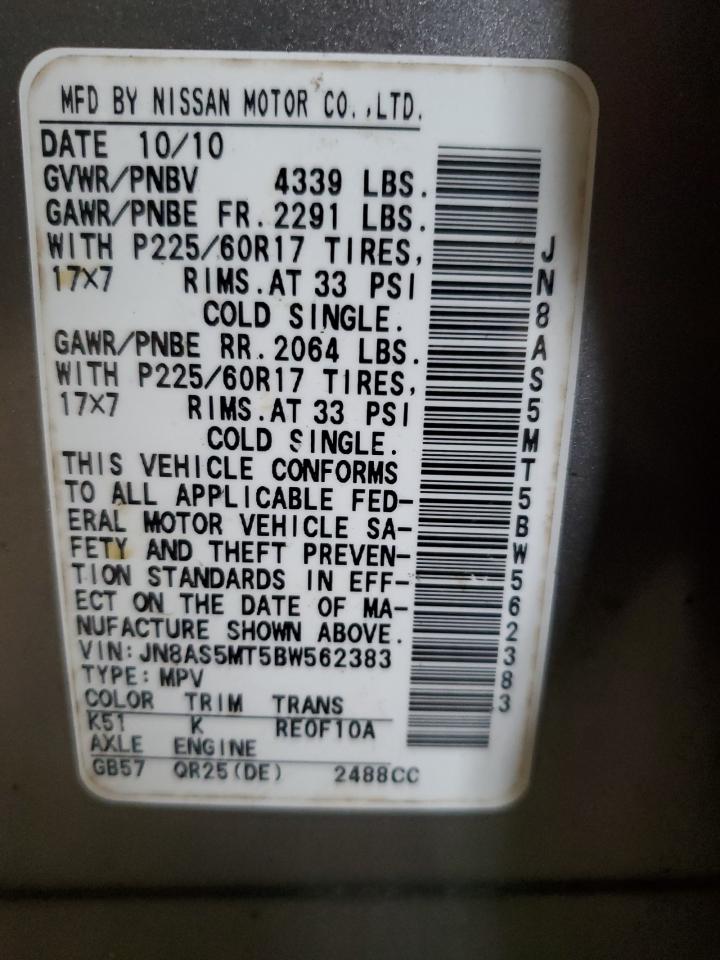 MFD BY NISSAN MOTOR CO.,LTD.
DATE 10/10
GVWR/PNBV 4339 LBS.
GAWR/PNBE FR.2291 LBS.
WITH P225/60R17 TIRES,
17×7 RIMS.AT 33 PSI
COLD SINGLE.
GAWR/PNBE RR.2064 LBS.
WITH P225/60R17 TIRES,
17×7 RIMS.AT 33 PSI
COLD SINGLE.
THIS VEHICLE CONFORMS
TO ALL APPLICABLE FED-
ERAL MOTOR VEHICLE SA-
FETY AND THEFT PREVEN-
TION STANDARDS IN EFF-
ECT ON THE DATE OF MA-
NUFACTURE SHOWN ABOVE.
VIN:JN8AS5MT5BW562383
TYPE:MPV
COLOR TRIM TRANS
K51 K RE0F10A
AXLE ENGINE
GB57 QR25(DE) 2488CC
JN8AS5MT5BW562383